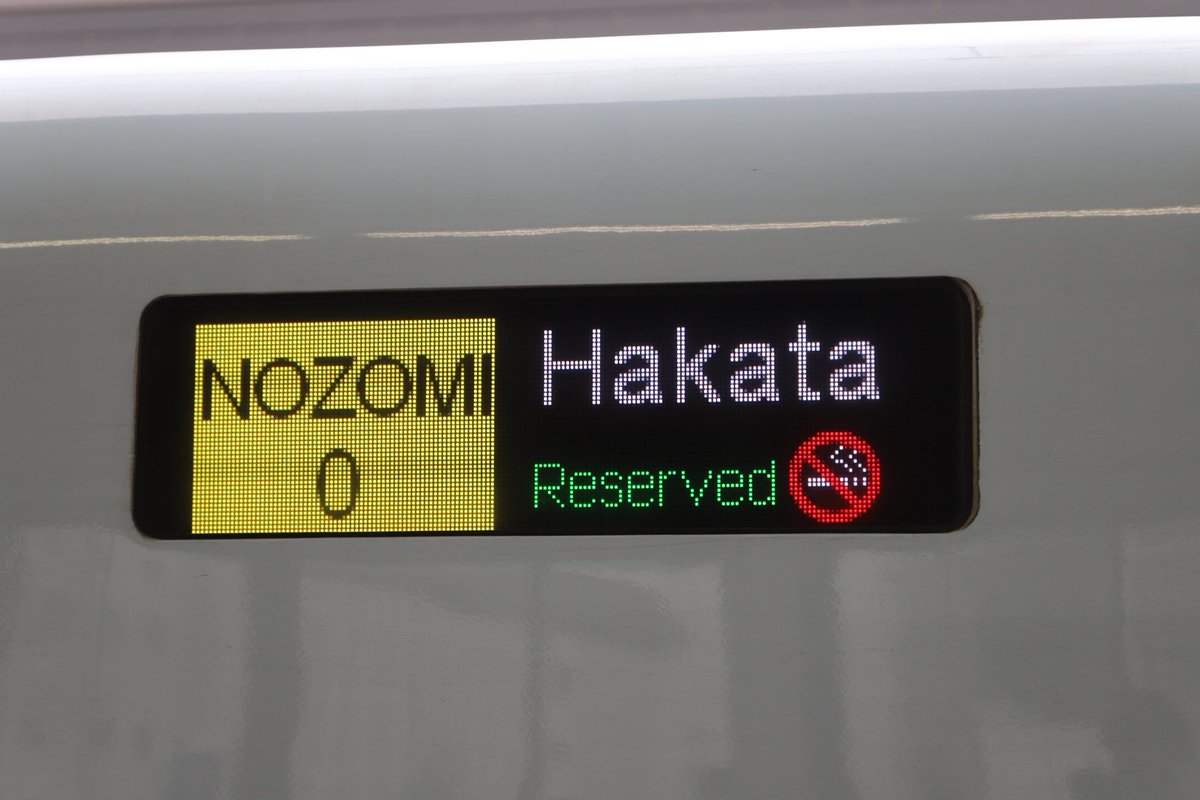 NOZOMI
0
Hakata
Reserved